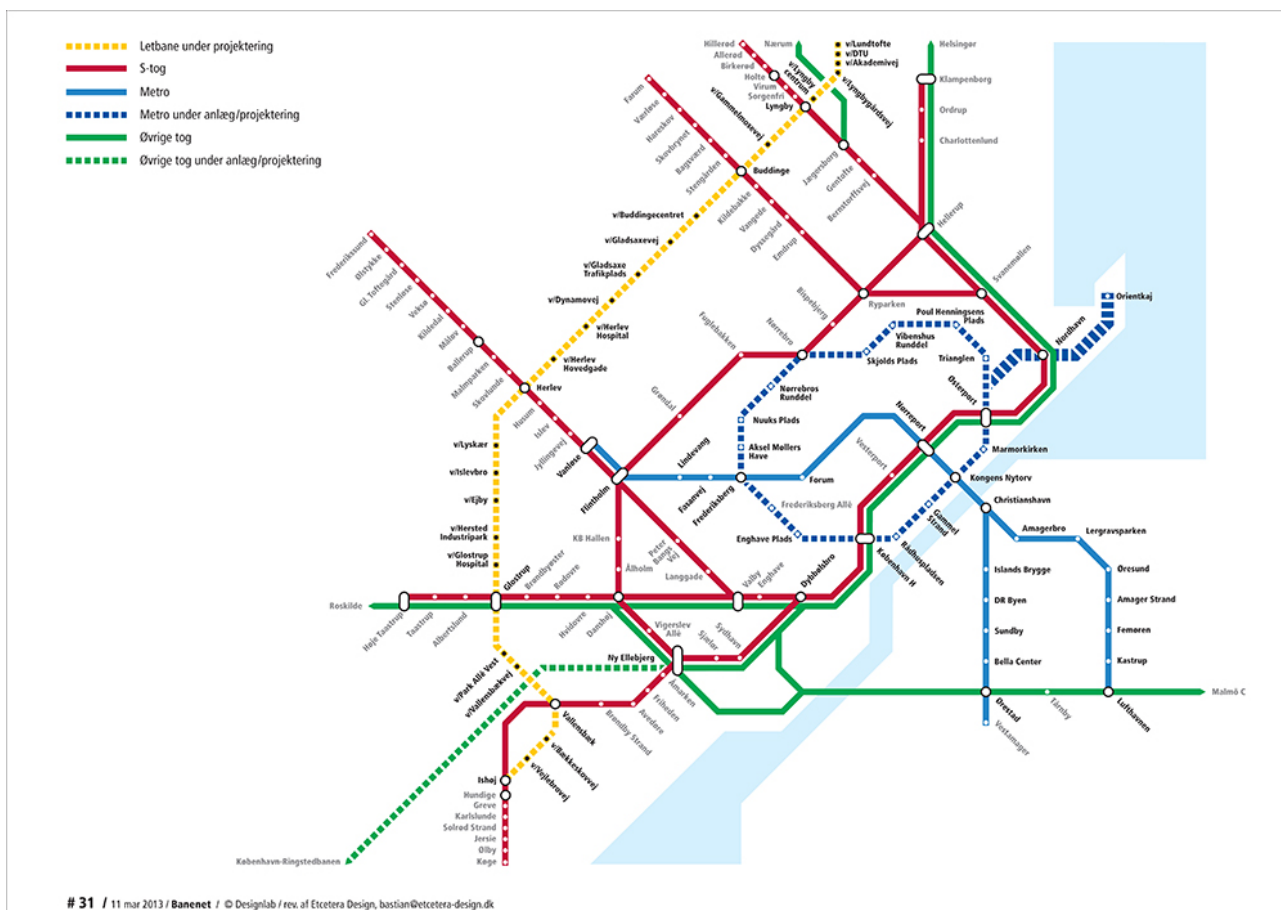 Letbane under projektering
S-tog
Metro
Metro under anlæg/projektering
Øvrige tog
Øvrige tog under anlæg/projektering
Hillerød
Allerød
Birkerød
Holte
Virum
Sorgenfri
Lyngby
Nærum
v/Lyngby
centrum
v/Lundtofte
v/DTU
v/Akademivej
v/Lyngbygårdsvej
Helsingør
Klampenborg
Ordrup
Charlottenlund
Jægersborg
Gentofte
Bernstorffsvej
Hellerup
Svanemøllen
Farum
Værløse
Hareskov
Skovbrynet
Bagsværd
Stengården
v/Gammelmosevej
Buddinge
Kildebakke
Vangede
Dyssegård
Emdrup
v/Buddingecentret
v/Gladsaxevej
v/Gladsaxe
Trafikplads
v/Dynamovej
v/Herlev
Hospital
v/Herlev
Hovedgade
Frederikssund
Ølstykke
Gl. Toftegård
Stenløse
Veksø
Kildedal
Måløv
Ballerup
Malmparken
Skovlunde
Herlev
Husum
Islev
Jyllingevej
Vanløse
Flintholm
Ryparken
Bispebjerg
Nørrebro
Fuglebakken
Grøndal
Poul Henningsens
Plads
Vibenshus
Runddel
Skjolds Plads
Trianglen
Orientkaj
Nordhavn
Østerport
Nørrebros
Runddel
Nuuks Plads
Aksel Møllers
Have
Lindevang
Fasanvej
Frederiksberg
Forum
Frederiksberg Allé
Nørreport
Vesterport
Marmorkirken
Kongens Nytorv
Christianshavn
Gammel
Strand
Rådhuspladsen
København H
Enghave Plads
Amagerbro
Lergravsparken
Øresund
Amager Strand
Femøren
Kastrup
Lufthavnen
Islands Brygge
DR Byen
Sundby
Bella Center
Ørestad
Vestamager
Tårnby
Malmö C
v/Lyskær
v/Islevbro
v/Ejby
v/Hersted
Industripark
v/Glostrup
Hospital
KB Hallen
Ålholm
Peter
Bangs
Vej
Langgade
Valby
Enghave
Dybbølsbro
Roskilde
Høje Taastrup
Taastrup
Albertslund
Glostrup
Brøndbyøster
Rødovre
Hvidovre
Danshøj
Vigerslev
Allé
Sjælør
Sydhavn
Ny Ellebjerg
Åmarken
Friheden
Avedøre
Brøndby Strand
Vallensbæk
v/Park Allé Vest
v/Vallensbækvej
v/Bækkeskovvej
v/Vejlebrovej
Ishøj
Hundige
Greve
Karlslunde
Solrød Strand
Jersie
Ølby
Køge
København-Ringstedbanen
# 31 / 11 mar 2013 / Banenet / © Designlab / rev. af Etcetera Design, bastian@etcetera-design.dk